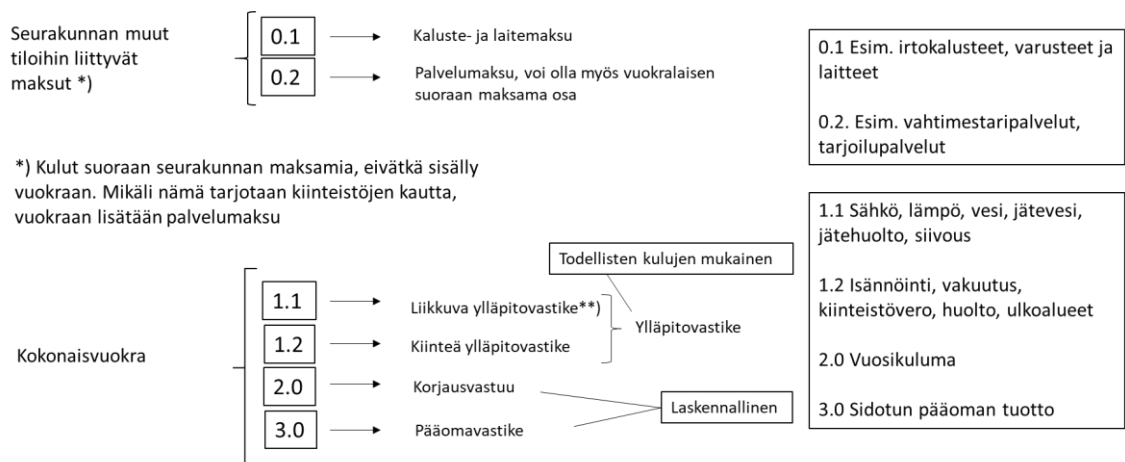 Seurakunnan muut
tiloihin liittyvät
maksut *)
0.1
Kaluste- ja laitemaksu
0.2
Palvelumaksu, voi olla myös vuokralaisen
suoraan maksama osa
0.1 Esim. irtokalusteet, varusteet ja
laitteet
0.2. Esim. vahtimestaripalvelut,
tarjoilupalvelut
*) Kulut suoraan seurakunnan maksamia, eivätkä sisälly
vuokraan. Mikäli nämä tarjotaan kiinteistöjen kautta,
vuokraan lisätään palvelumaksu
Kokonaisvuokra
Todellisten kulujen mukainen
1.1
Liikkuva ylläpitovastike**)
1.2
Kiinteä ylläpitovastike
Ylläpitovastike
2.0
Korjausvastuu
3.0
Pääomavastike
Laskennallinen
1.1 Sähkö, lämpö, vesi, jätevesi,
jätehuolto, siivous
1.2 Isännöinti, vakuutus,
kiinteistövero, huolto, ulkoalueet
2.0 Vuosikuluma
3.0 Sidotun pääoman tuotto